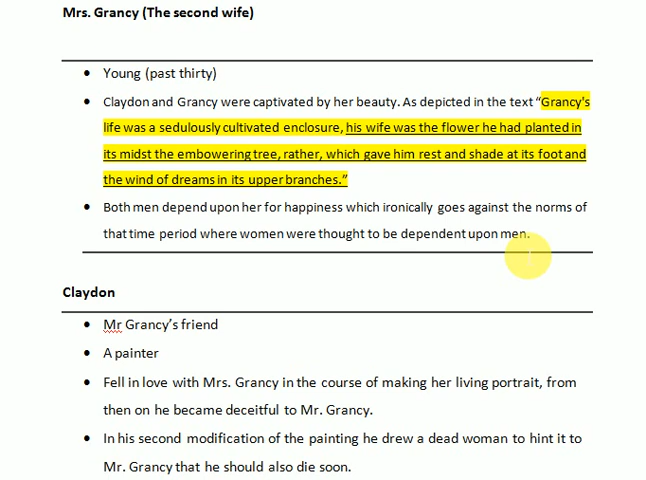 Mrs. Grancy (The second wife)
• Young (past thirty)
• Claydon and Grancy were captivated by her beauty. As depicted in the text “Grancy’s
life was a sedulously cultivated enclosure, his wife was the flower he had planted in
its midst the embowering tree, rather, which gave him rest and shade at its foot and
the wind of dreams in its upper branches.”
• Both men depend upon her for happiness which ironically goes against the norms of
that time period where women were thought to be dependent upon men.
Claydon
• Mr Grancy’s friend
• A painter
• Fell in love with Mrs. Grancy in the course of making her living portrait, from
then on he became deceitful to Mr. Grancy.
• In his second modification of the painting he drew a dead woman to hint it to
Mr. Grancy that he should also die soon.